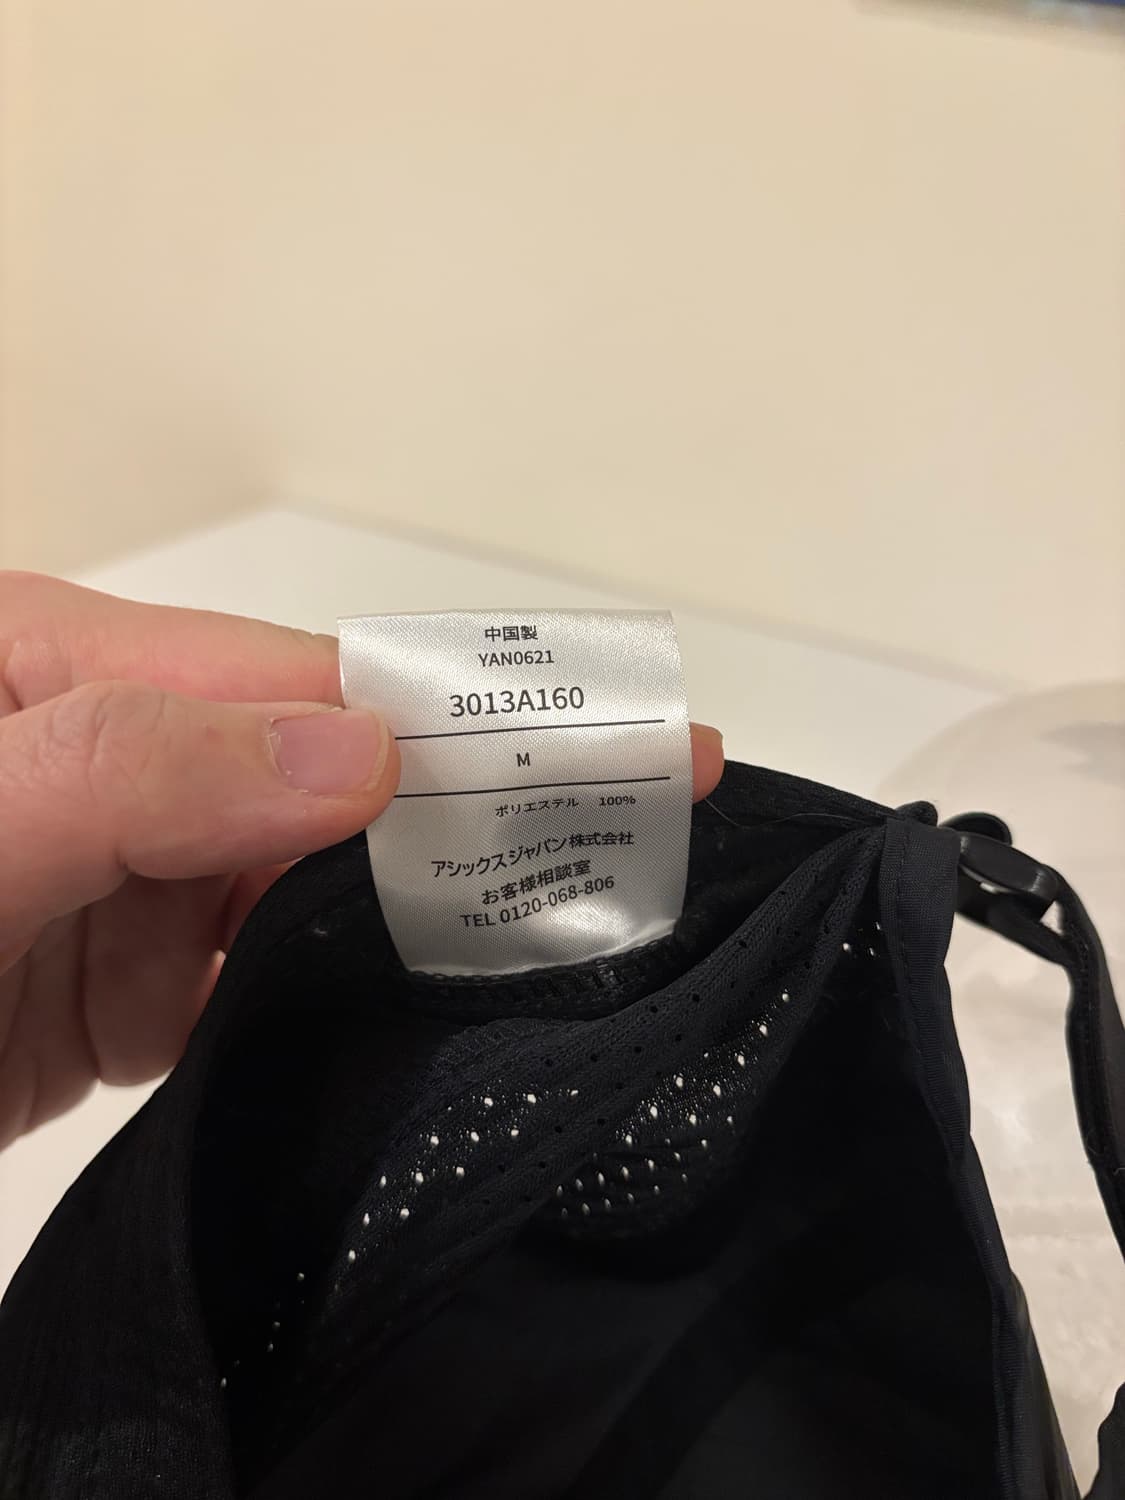 中国製
YAN0621
3013A160
M
ポリエステル 100%
アシックスジャパン株式会社
お客様相談室
TEL 0120-068-806